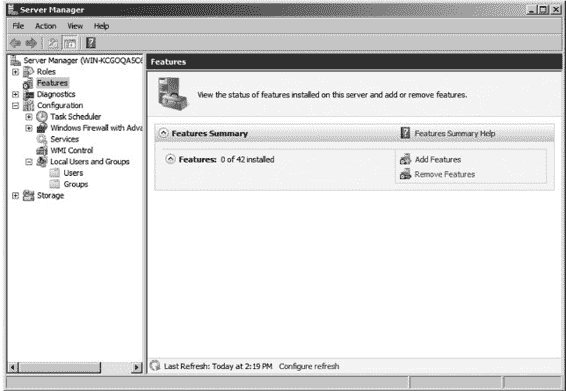 Server Manager
File Action View Help
Server Manager (WIN-KCGOQA5C
Roles
Features
Diagnostics
Configuration
Task Scheduler
Windows Firewall with Adva
Services
WMI Control
Local Users and Groups
Users
Groups
Storage
Features
View the status of features installed on this server and add or remove features.
Features Summary
Features Summary Help
Features: 0 of 42 installed
Add Features
Remove Features
Last Refresh: Today at 2:19 PM Configure refresh